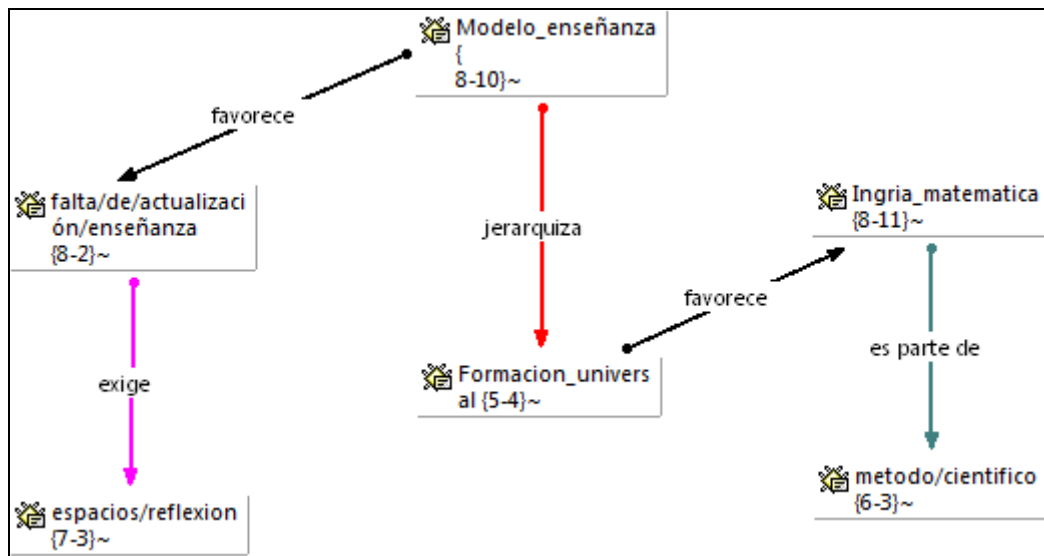 Modelo_enseñanza
{
8-10}~
favorece
falta/de/actualizaci
ón/enseñanza
{8-2}~
Ingria_matematica
{8-11}~
jerarquiza
favorece
es parte de
exige
Formacion_univers
al {5-4}~
metodo/cientifico
{6-3}~
espacios/reflexion
{7-3}~